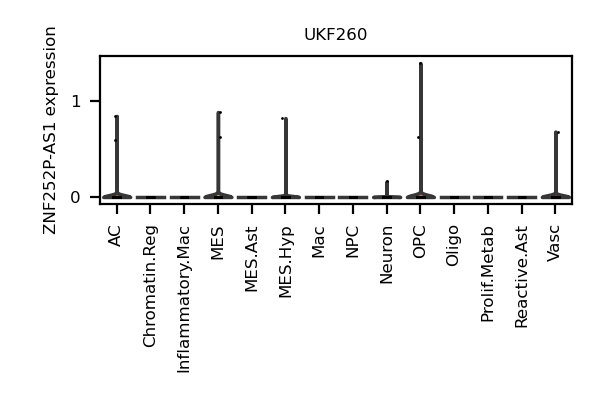 UKF260
ZNF252P-AS1 expression
1
0
AC
Chromatin.Reg
Inflammatory.Mac
MES
MES.Ast
MES.Hyp
Mac
NPC
Neuron
OPC
Oligo
Prolif.Metab
Reactive.Ast
Vasc